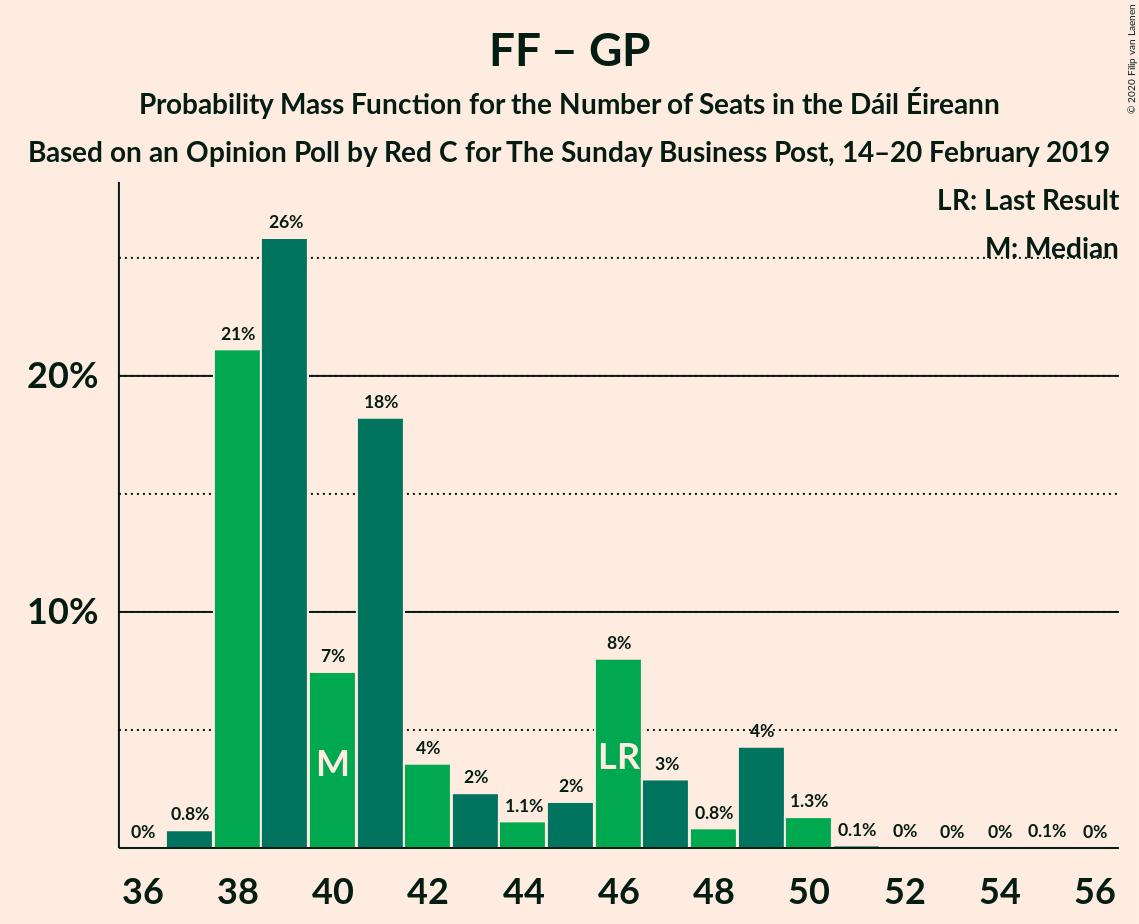 FF – GP
Probability Mass Function for the Number of Seats in the Dáil Éireann
Based on an Opinion Poll by Red C for The Sunday Business Post, 14–20 February 2019
© 2020 Filip van Laenen
LR: Last Result
M: Median
20%
10%
0%
0.8%
21%
26%
7%
18%
4%
2%
1.1%
2%
8%
3%
0.8%
4%
1.3%
0.1%
0%
0%
0%
0.1%
0%
M
LR
36 38 40 42 44 46 48 50 52 54 56